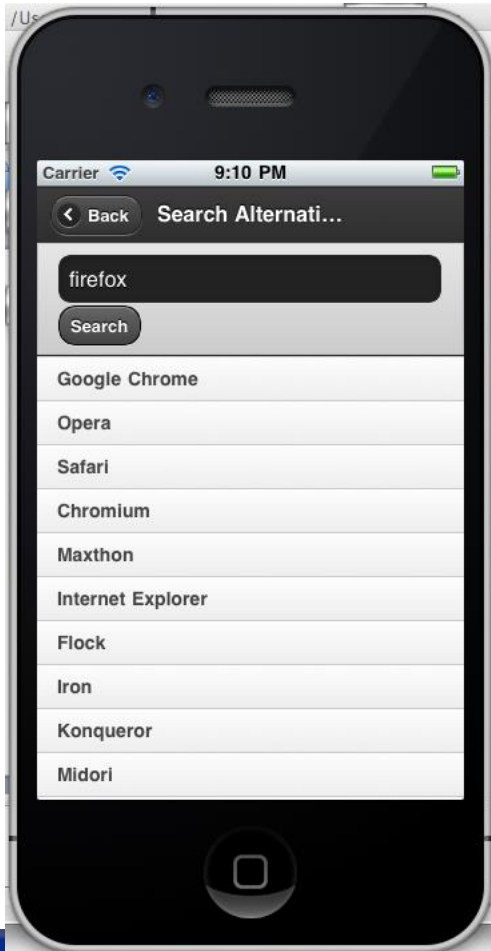 /Us
Carrier 9:10 PM
Back Search Alternati...
firefox
Search
Google Chrome
Opera
Safari
Chromium
Maxthon
Internet Explorer
Flock
Iron
Konqueror
Midori